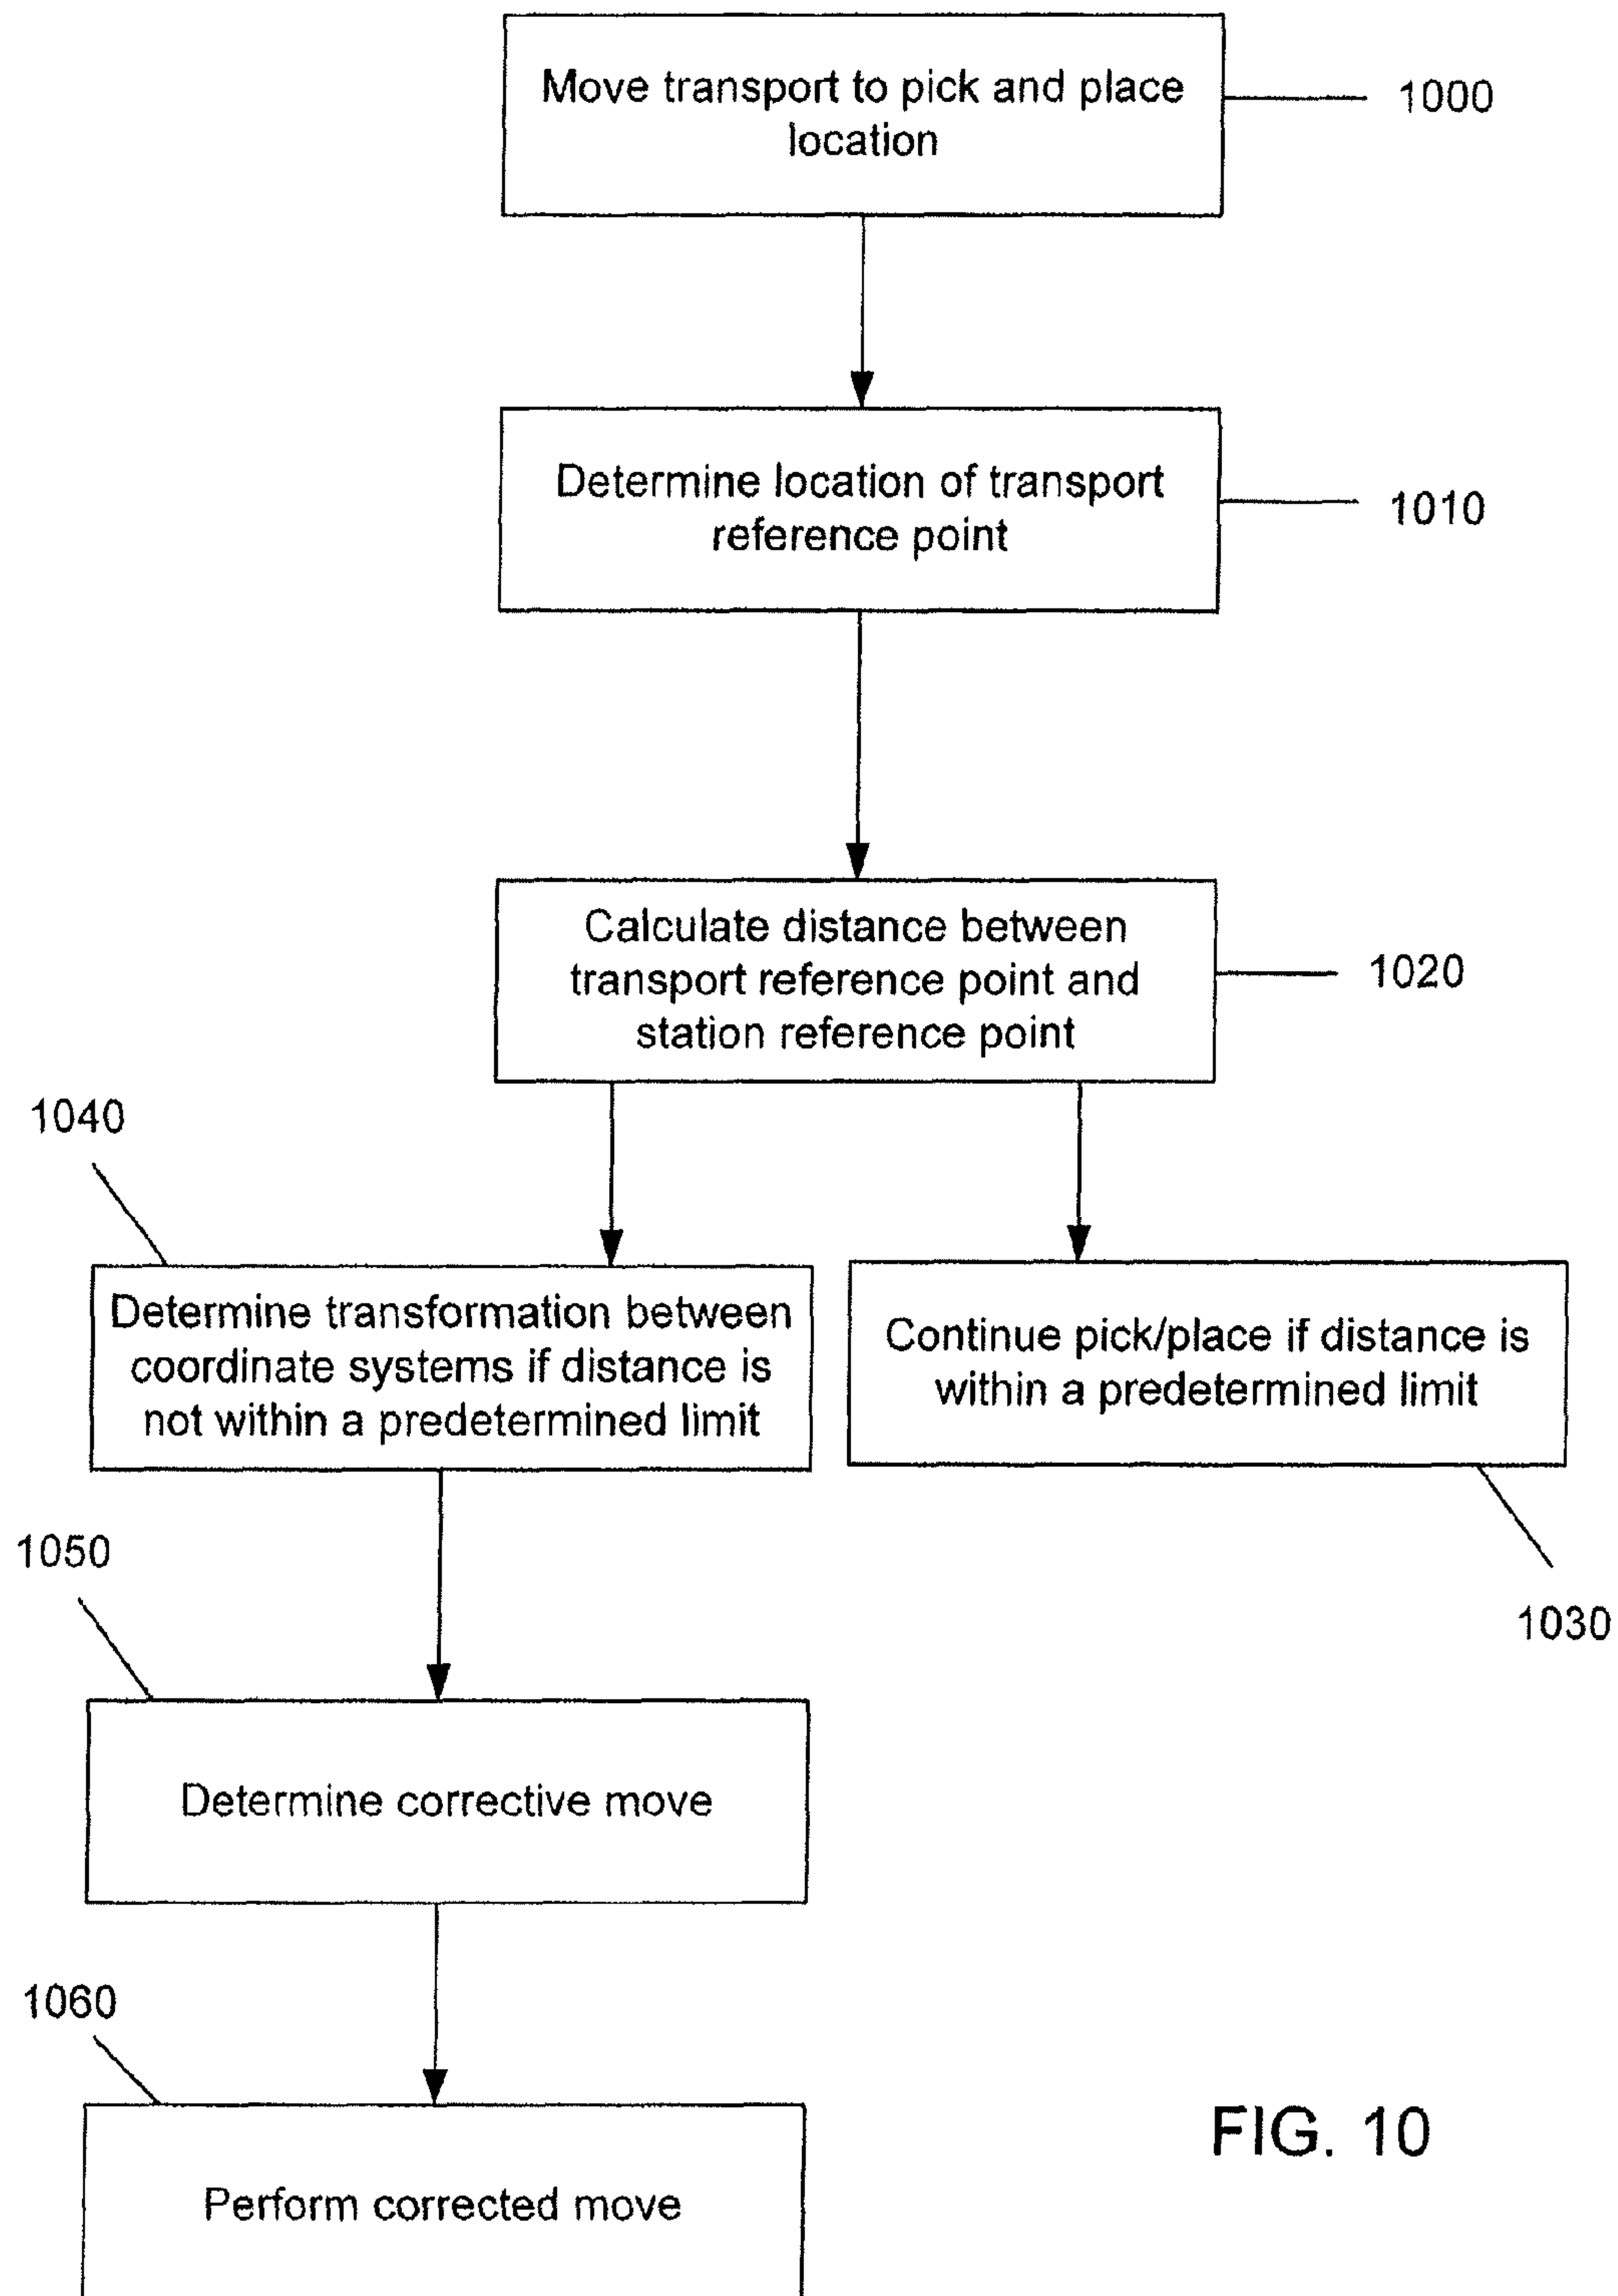 Move transport to pick and place
location
1000
Determine location of transport
reference point
1010
Calculate distance between
transport reference point and
station reference point
1020
1040
Determine transformation between
coordinate systems if distance is
not within a predetermined limit
Continue pick/place if distance is
within a predetermined limit
1030
1050
Determine corrective move
1060
Perform corrected move
FIG. 10